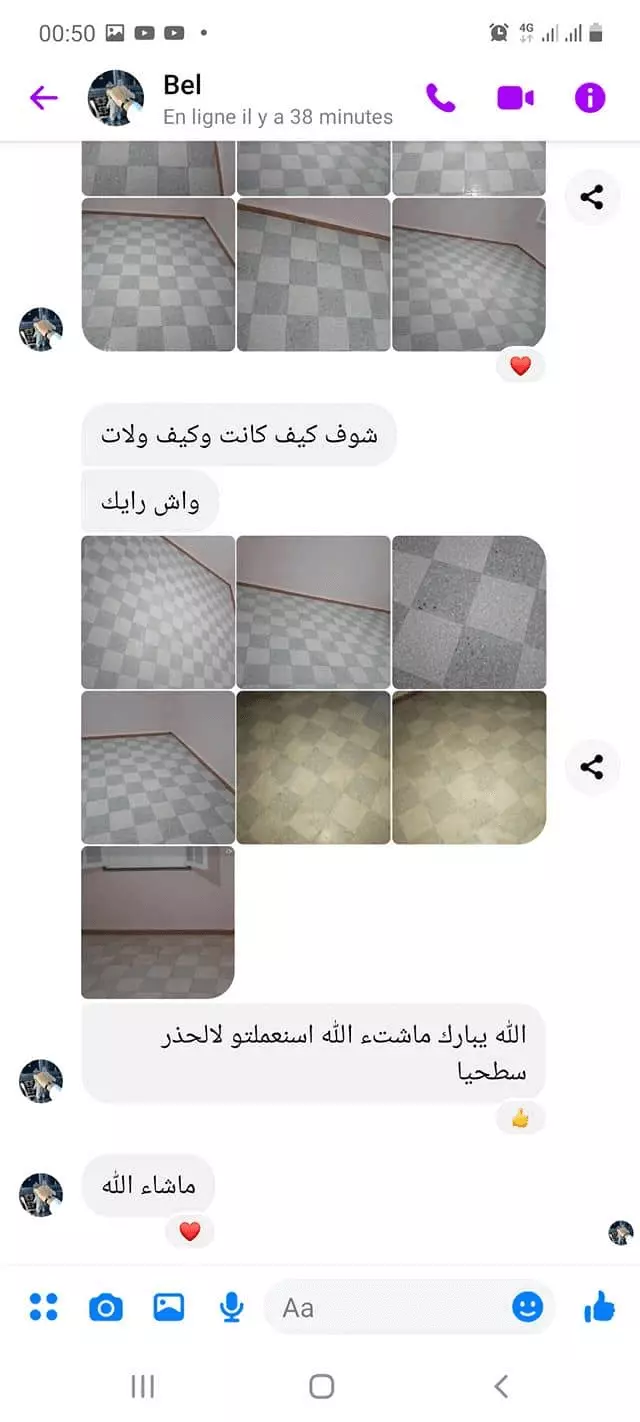 00:50
4G
Bel
En ligne il y a 38 minutes
شوف كيف كانت وكيف ولات
واش رايك
الله يبارك ماشتء الله اسنعملتو لالحذر
سطحيا
ماشاء الله
Aa